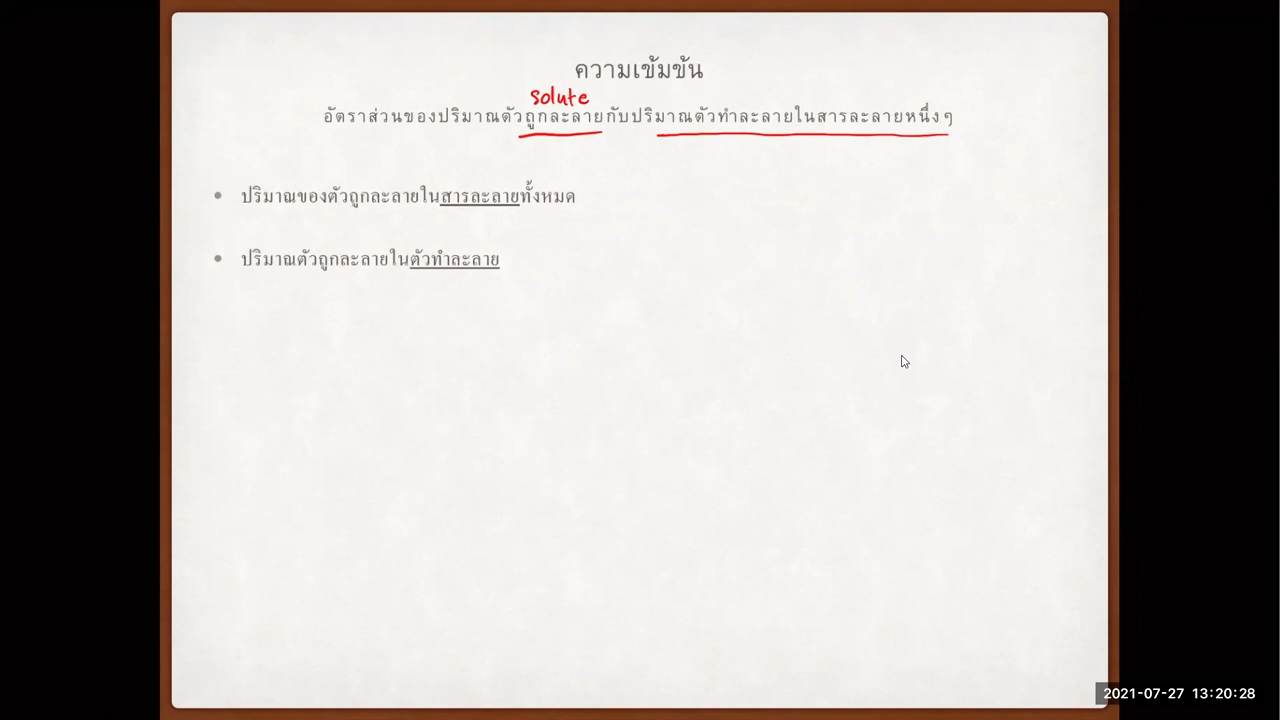 ความเข้มข้น
solute
อัตราส่วนของปริมาณตัวถูกละลายกับปริมาณตัวทำละลายในสารละลายหนึ่งๆ
• ปริมาณของตัวถูกละลายในสารละลายทั้งหมด
• ปริมาณตัวถูกละลายในตัวทำละลาย
2021-07-27 13:20:28